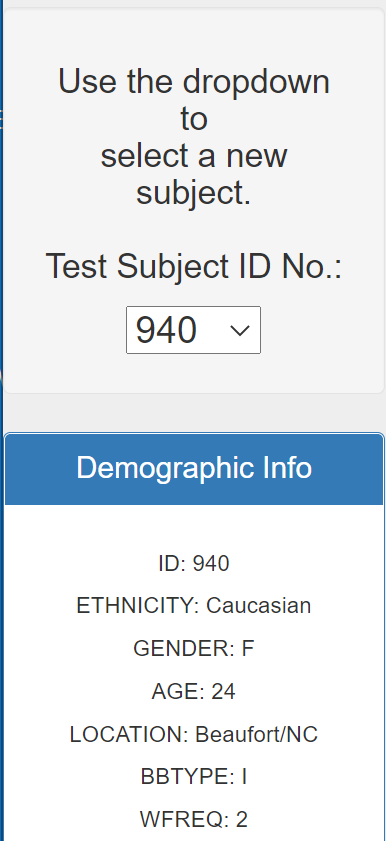 Use the dropdown
to
select a new
subject.
Test Subject ID No.:
940
Demographic Info
ID: 940
ETHNICITY: Caucasian
GENDER: F
AGE: 24
LOCATION: Beaufort/NC
BBTYPE: I
WFREQ: 2